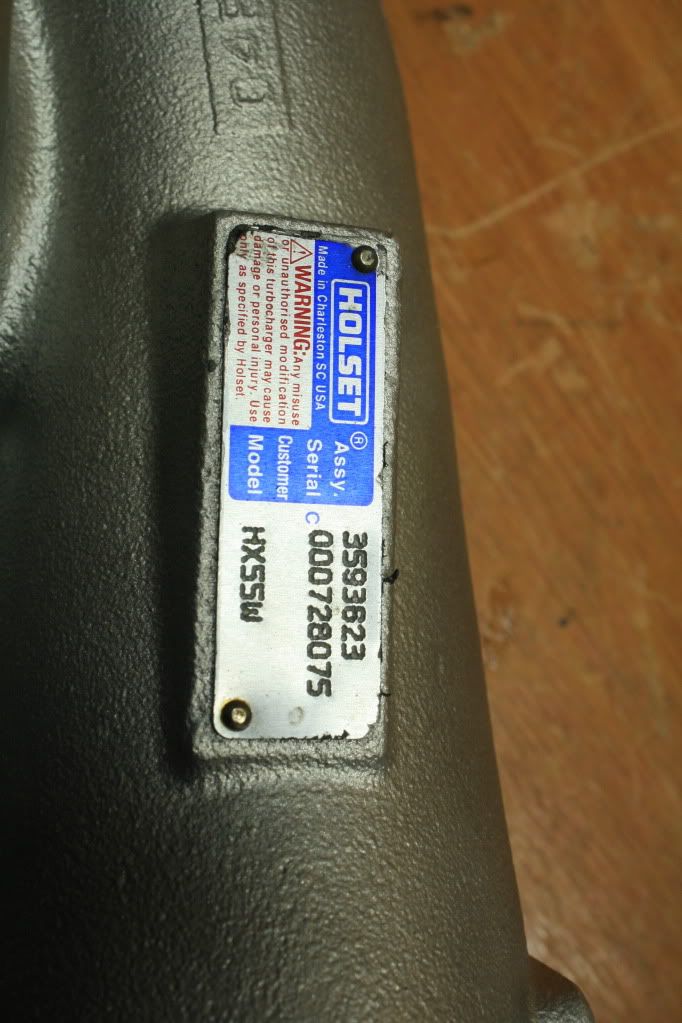 HOLSET®
Made in Charleston SC USA
WARNING: Any misuse
or unauthorised modification
of this turbocharger may cause
damage or personal injury. Use
only as specified by Holset.
Assy. 3593623
Serial C 000728075
Customer
Model HX55W